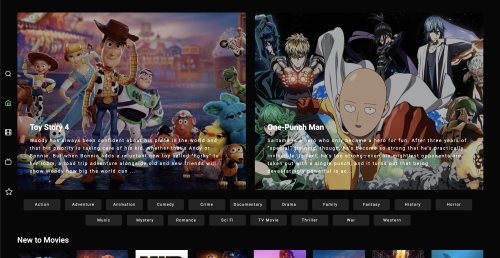 Toy Story 4
Woody has always been confident about his place in the world and
that his priority is taking care of his kid, whether that's Andy or
Bonnie. But when Bonnie adds a reluctant new toy called "Forky" to
her room, a road trip adventure alongside old and new friends will
show Woody how big the world can ...
One-Punch Man
Saitama is a hero who only became a hero for fun. After three years of
"special" training, though, he's become so strong that he's practically
invincible. In fact, he's too strong—even his mightiest opponents are
taken out with a single punch, and it turns out that being
devastatingly powerful is ac...
Action Adventure Animation Comedy Crime Documentary Drama Family Fantasy History Horror
Music Mystery Romance Sci Fi TV Movie Thriller War Western
New to Movies